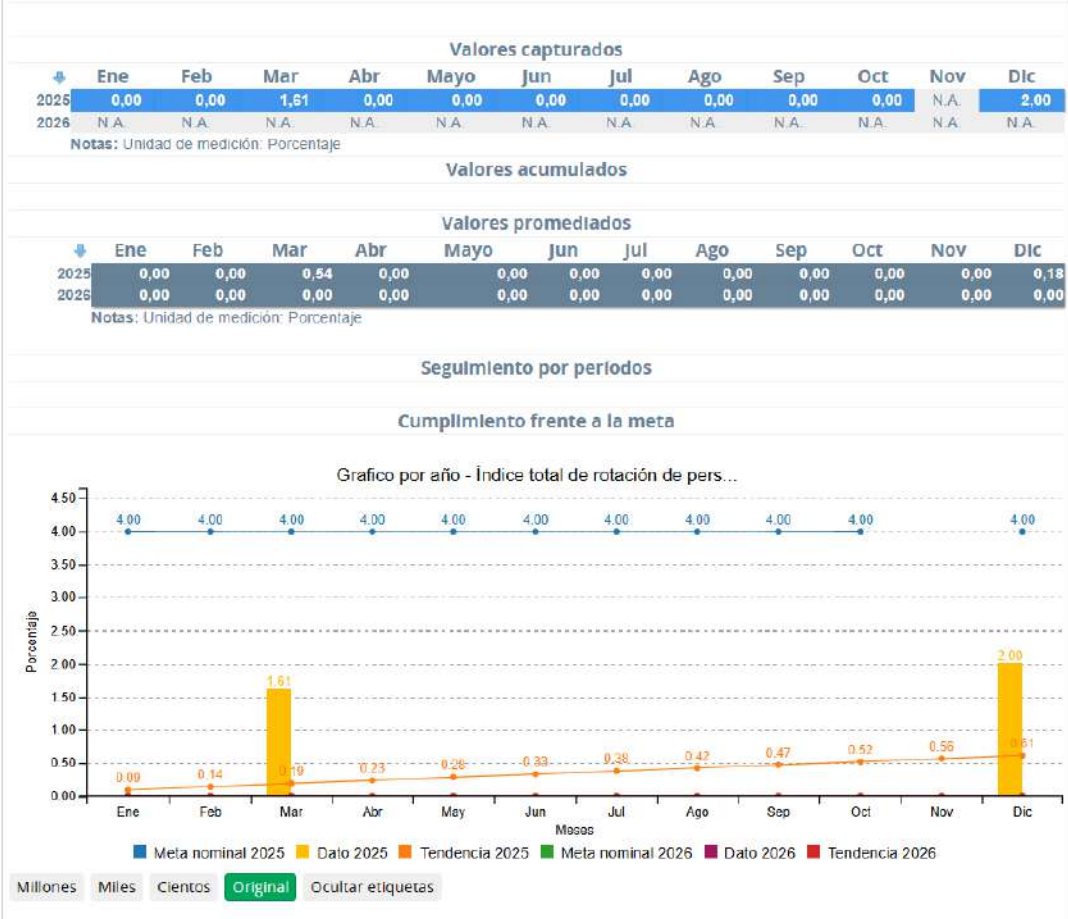 Valores capturados
Ene Feb Mar Abr Mayo Jun Jul Ago Sep Oct Nov Dic
2025 0,00 0,00 1,61 0,00 0,00 0,00 0,00 0,00 0,00 0,00 N.A. 2,00
2026 N.A. N.A. N.A. N.A. N.A. N.A. N.A. N.A. N.A. N.A. N.A. N.A.
Notas: Unidad de medición: Porcentaje
Valores acumulados
Valores promediados
Ene Feb Mar Abr Mayo Jun Jul Ago Sep Oct Nov Dic
2025 0,00 0,00 0,54 0,00 0,00 0,00 0,00 0,00 0,00 0,00 0,00 0,18
2026 0,00 0,00 0,00 0,00 0,00 0,00 0,00 0,00 0,00 0,00 0,00 0,00
Notas: Unidad de medición: Porcentaje
Seguimiento por periodos
Cumplimiento frente a la meta
Grafico por año - Índice total de rotación de pers...
4.50
4.00 4.00 4.00 4.00 4.00 4.00 4.00 4.00 4.00 4.00 4.00
4.00
3.50
3.00
2.50
Porcentaje
2.00 2.00
1.61
1.50
1.00
0.50
0.09 0.14 0.19 0.23 0.28 0.33 0.38 0.42 0.47 0.52 0.56 0.61
0.00
Ene Feb Mar Abr May Jun Jul Ago Sep Oct Nov Dic
Meses
Meta nominal 2025 Dato 2025 Tendencia 2025 Meta nominal 2026 Dato 2026 Tendencia 2026
Millones Miles Cientos Original Ocultar etiquetas